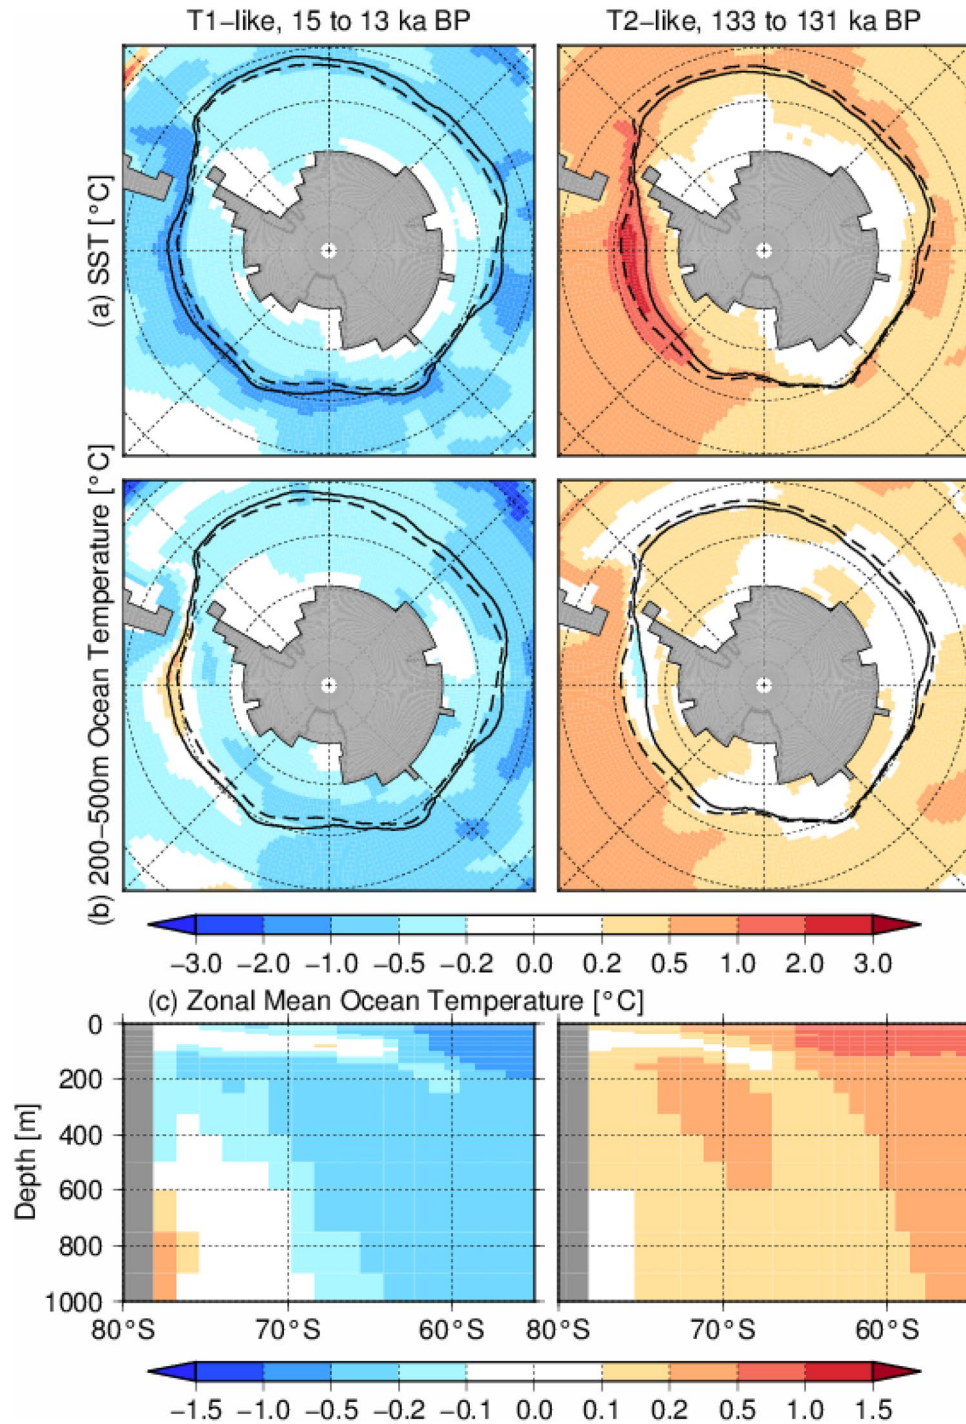 T1−like, 15 to 13 ka BP
T2−like, 133 to 131 ka BP
(a) SST [°C]
(b) 200−500m Ocean Temperature [°C]
−3.0 −2.0 −1.0 −0.5 −0.2 0.0 0.2 0.5 1.0 2.0 3.0
(c) Zonal Mean Ocean Temperature [°C]
Depth [m]
0
200
400
600
800
1000
80°S 70°S 60°S 80°S 70°S 60°S
−1.5 −1.0 −0.5 −0.2 −0.1 0.0 0.1 0.2 0.5 1.0 1.5